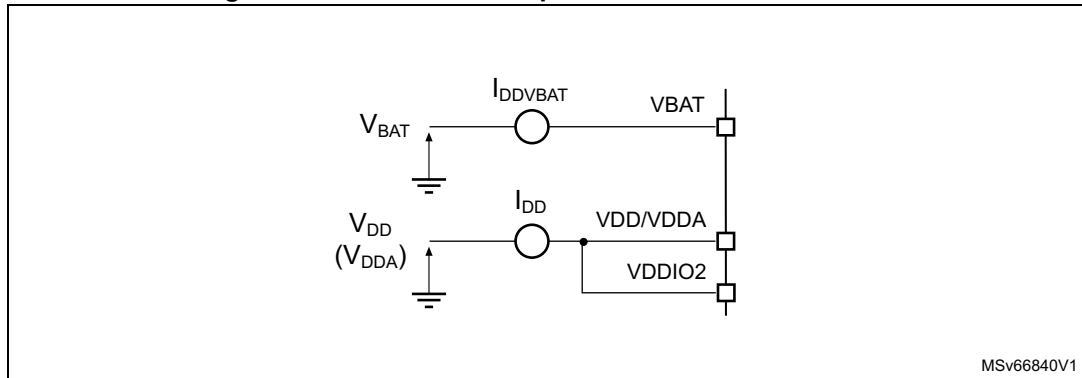 I_DDVBAT
VBAT
V_BAT
I_DD
VDD/VDDA
V_DD
(V_DDA)
VDDIO2
MSv66840V1